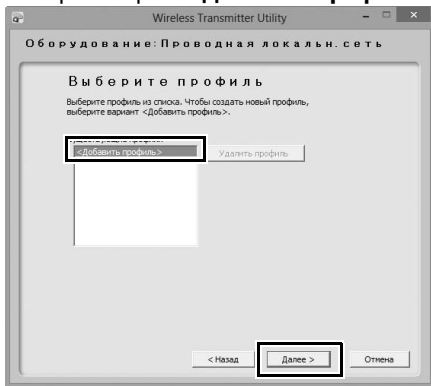 Wireless Transmitter Utility
Оборудование:Проводная локальн.сеть
Выберите профиль
Выберите профиль из списка. Чтобы создать новый профиль,
выберите вариант <Добавить профиль>.
<Добавить профиль>
Удалить профиль
< Назад Далее > Отмена